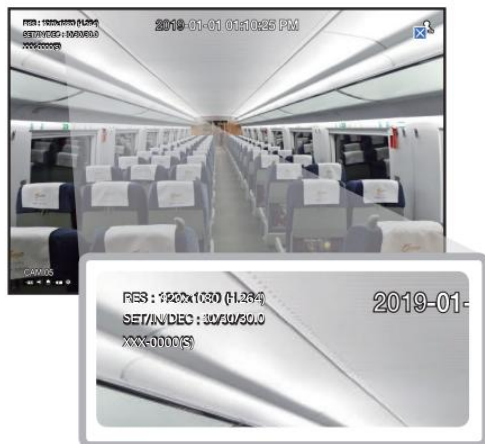 RES : 1920x1080 (H.264)
SET/IN/DEC : 30/30/30.0
XXX-0000(S)
2019-01-01 01:10:25 PM
CAM 05
RES : 1920x1080 (H.264)
SET/IN/DEC : 30/30/30.0
XXX-0000(S)
2019-01-